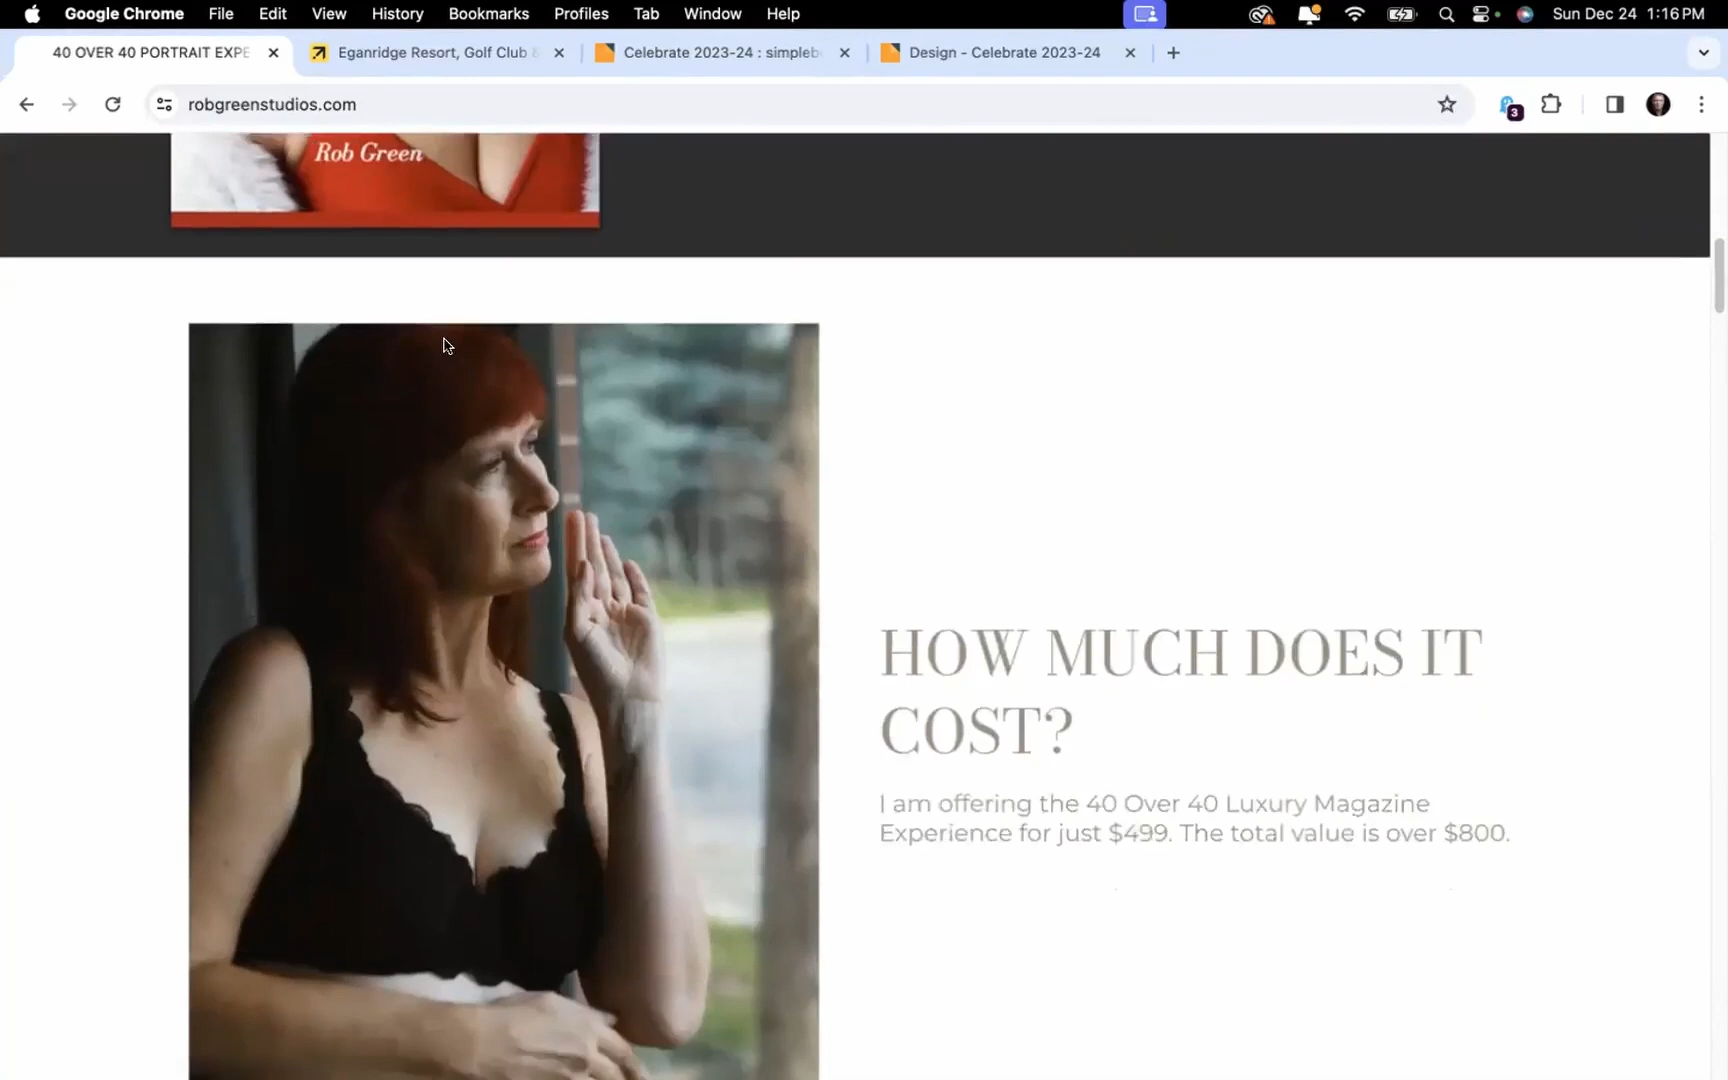 Google Chrome File Edit View History Bookmarks Profiles Tab Window Help Sun Dec 24 1:16 PM
40 OVER 40 PORTRAIT EXPE Eganridge Resort, Golf Club & Celebrate 2023-24 : simplebo Design - Celebrate 2023-24
robgreenstudios.com 3
Rob Green
HOW MUCH DOES IT
COST?
I am offering the 40 Over 40 Luxury Magazine
Experience for just $499. The total value is over $800.